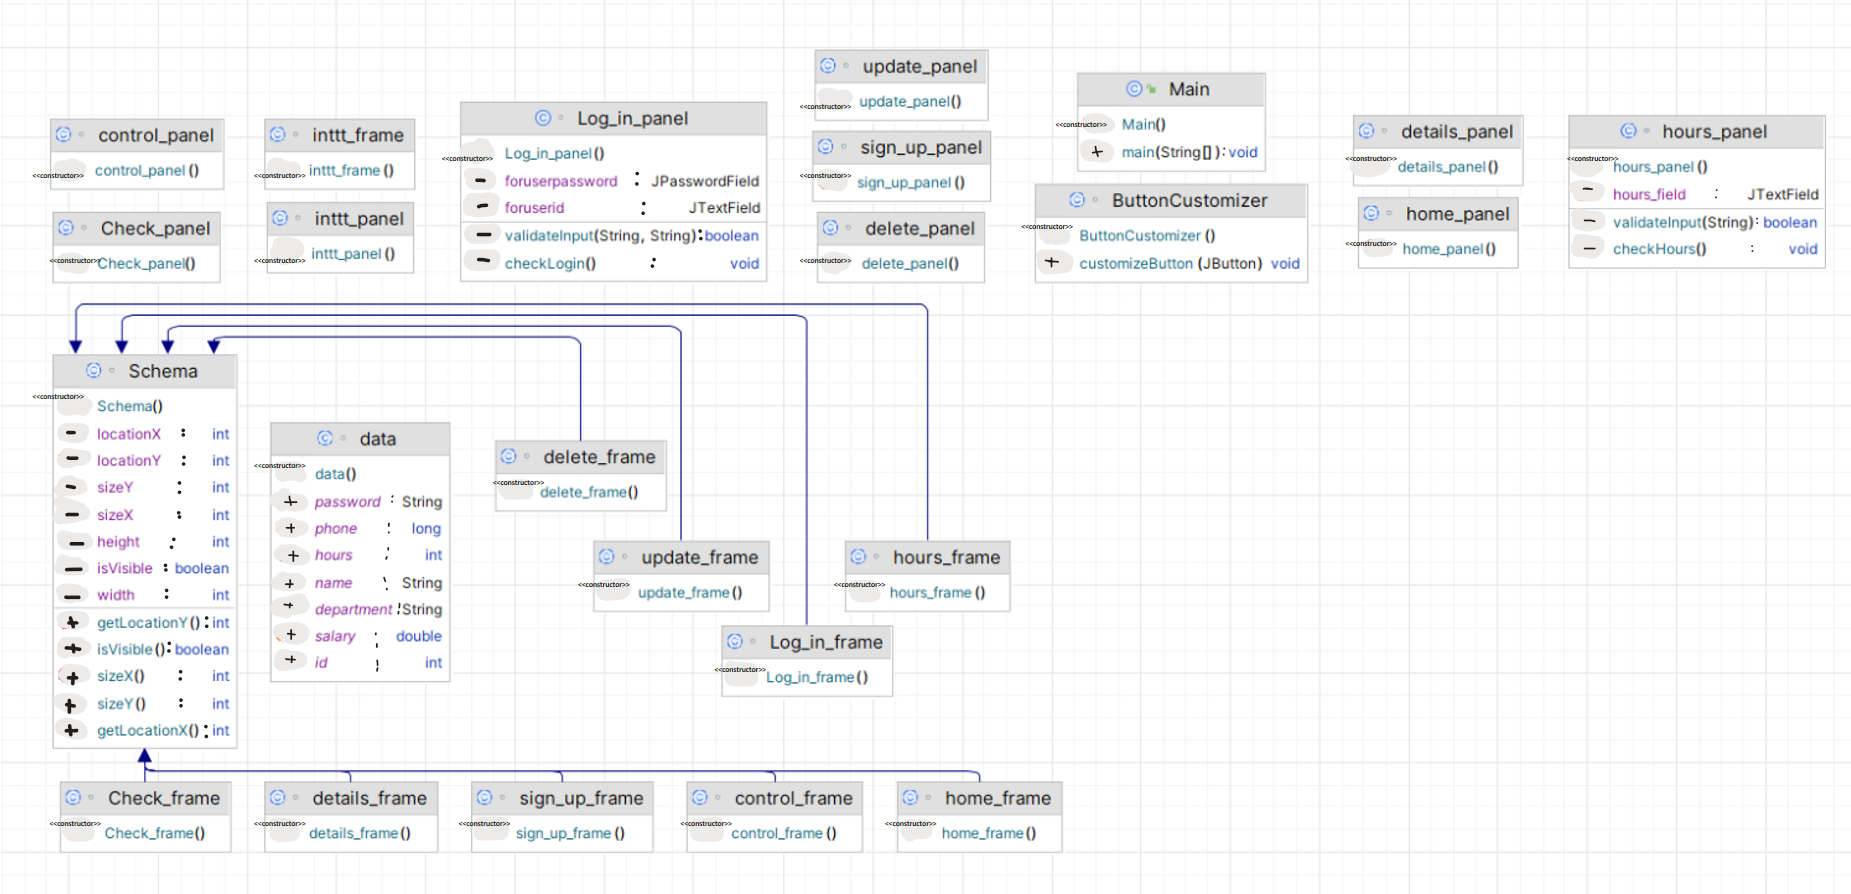 control_panel
<<constructor>> control_panel ()
Check_panel
<<constructor>> Check_panel()
inttt_frame
<<constructor>> inttt_frame ()
inttt_panel
<<constructor>> inttt_panel ()
Log_in_panel
<<constructor>> Log_in_panel ()
- foruserpassword : JPasswordField
- foruserid : JTextField
- validateInput(String, String): boolean
- checkLogin() : void
update_panel
<<constructor>> update_panel()
sign_up_panel
<<constructor>> sign_up_panel ()
delete_panel
<<constructor>> delete_panel()
Main
<<constructor>> Main()
+ main(String[] ): void
ButtonCustomizer
<<constructor>> ButtonCustomizer ()
+ customizeButton (JButton) void
details_panel
<<constructor>> details_panel()
home_panel
<<constructor>> home_panel()
hours_panel
<<constructor>> hours_panel ()
- hours_field : JTextField
- validateInput(String): boolean
- checkHours() : void
Schema
<<constructor>> Schema()
- locationX : int
- locationY : int
- sizeY : int
- sizeX : int
- height : int
- isVisible : boolean
- width : int
+ getLocationY() : int
+ isVisible (): boolean
+ sizeX() : int
+ sizeY() : int
+ getLocationX() : int
data
<<constructor>> data()
+ password : String
+ phone : long
+ hours : int
+ name : String
+ department : String
+ salary : double
+ id : int
delete_frame
<<constructor>> delete_frame()
update_frame
<<constructor>> update_frame ()
hours_frame
<<constructor>> hours_frame ()
Log_in_frame
<<constructor>> Log_in_frame ()
Check_frame
<<constructor>> Check_frame()
details_frame
<<constructor>> details_frame ()
sign_up_frame
<<constructor>> sign_up_frame ()
control_frame
<<constructor>> control_frame ()
home_frame
<<constructor>> home_frame ()